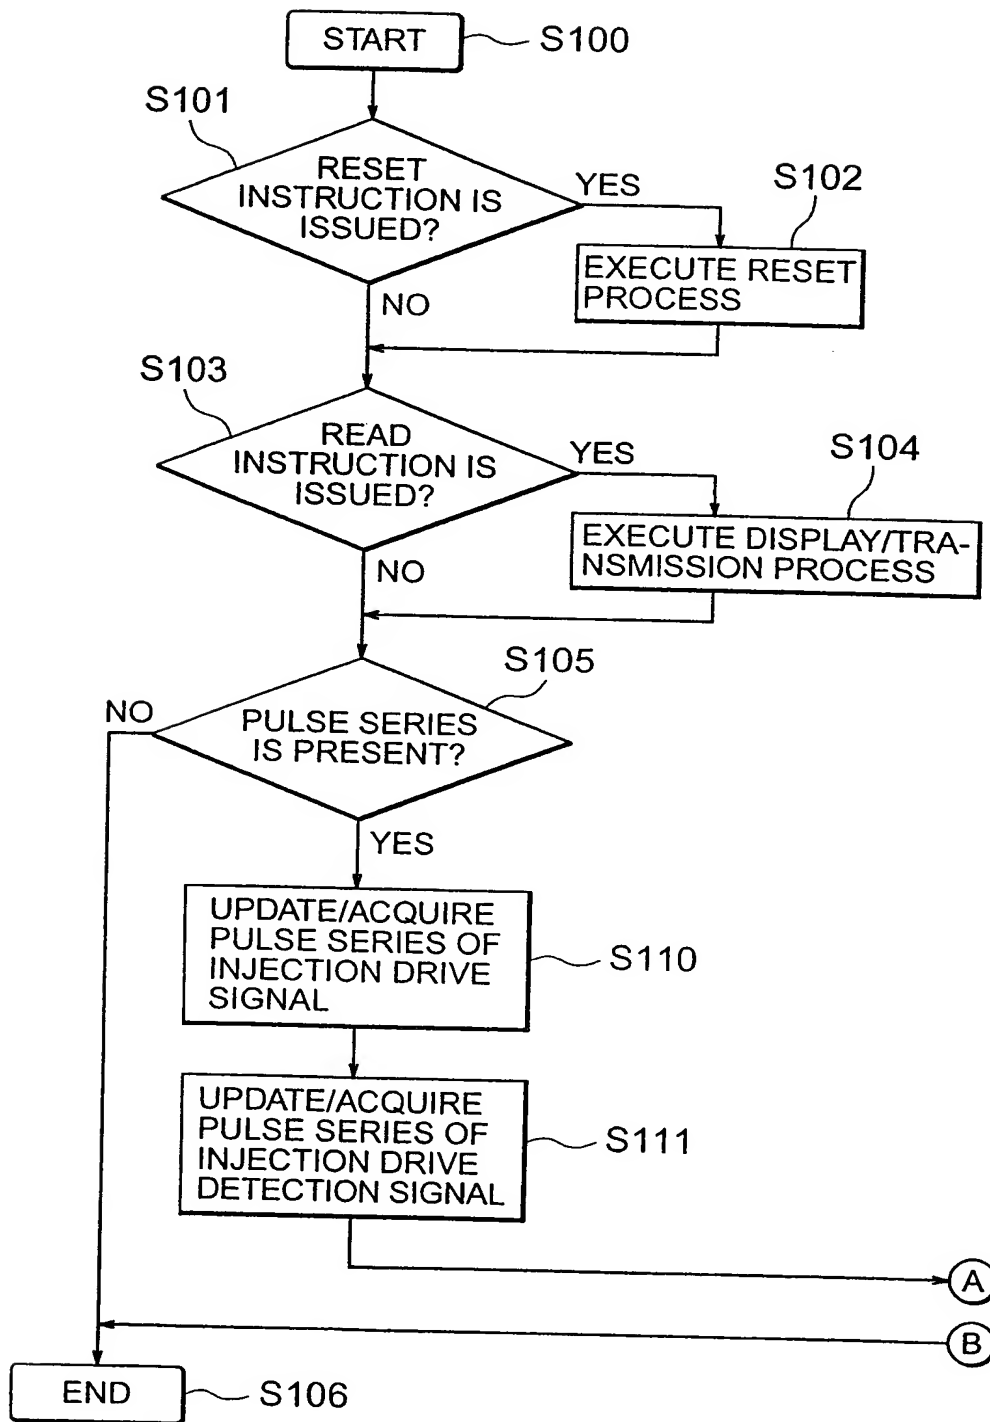 START
S100
S101
RESET
INSTRUCTION IS
ISSUED?
YES
S102
EXECUTE RESET
PROCESS
NO
S103
READ
INSTRUCTION IS
ISSUED?
YES
S104
EXECUTE DISPLAY/TRA-
NSMISSION PROCESS
NO
S105
NO
PULSE SERIES
IS PRESENT?
YES
UPDATE/ACQUIRE
PULSE SERIES OF
INJECTION DRIVE
SIGNAL
S110
UPDATE/ACQUIRE
PULSE SERIES OF
INJECTION DRIVE
DETECTION SIGNAL
S111
A
B
END
S106